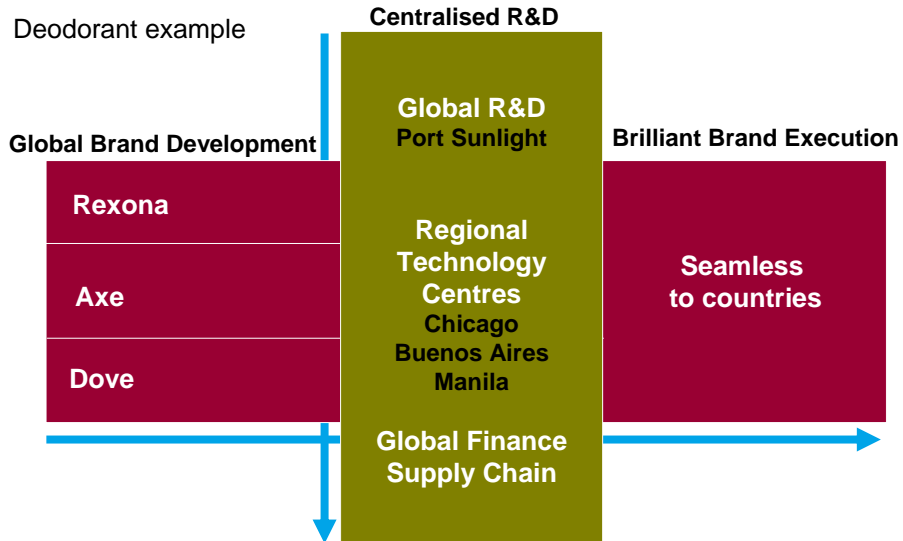 Deodorant example
Centralised R&D
Global Brand Development
Rexona
Axe
Dove
Global R&D
Port Sunlight
Regional
Technology
Centres
Chicago
Buenos Aires
Manila
Global Finance
Supply Chain
Brilliant Brand Execution
Seamless
to countries